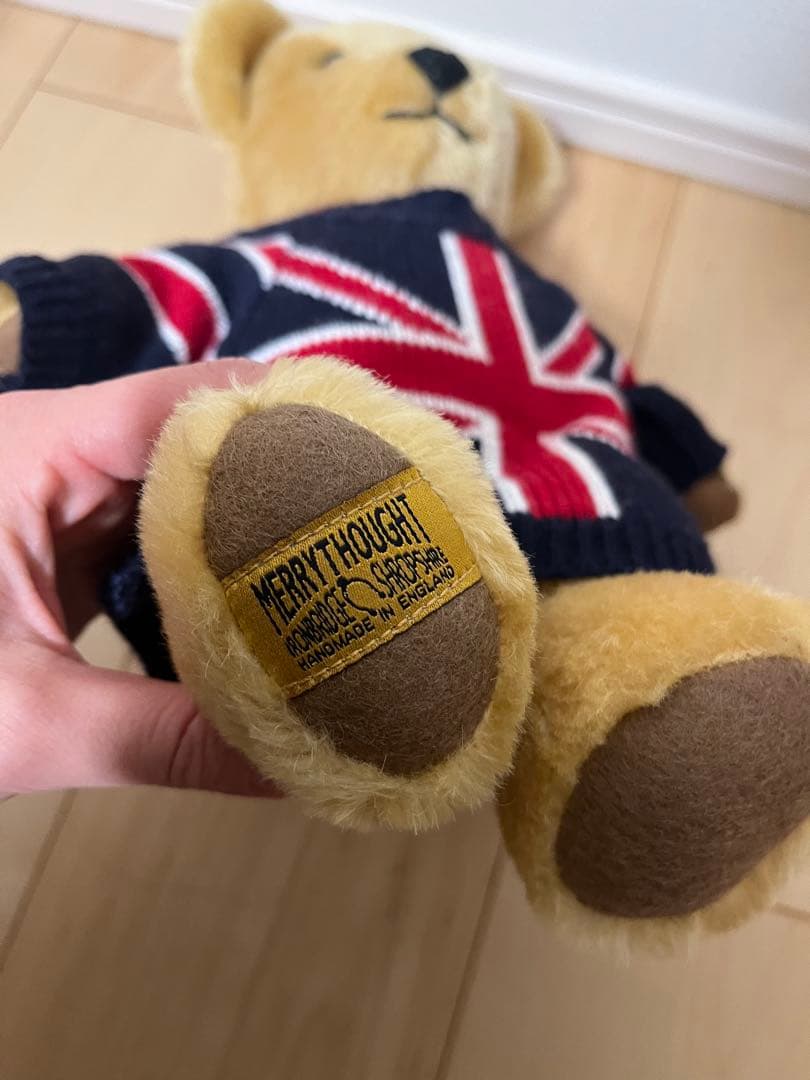 MERRYTHOUGHT
IRONBRIDGE SHROPSHIRE
HANDMADE IN ENGLAND